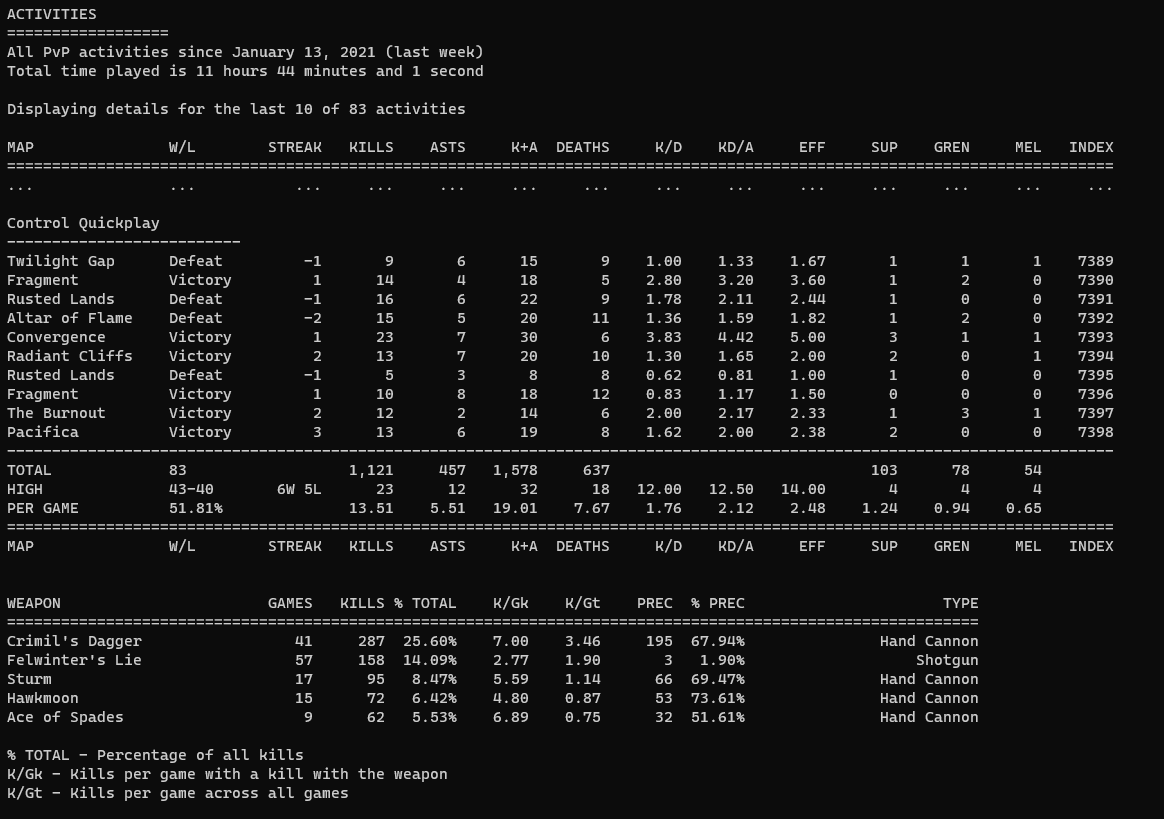 ACTIVITIES
==================
All PvP activities since January 13, 2021 (last week)
Total time played is 11 hours 44 minutes and 1 second
Displaying details for the last 10 of 83 activities
MAP W/L STREAK KILLS ASTS K+A DEATHS K/D KD/A EFF SUP GREN MEL INDEX
===========================================================================================================================
... ... ... ... ... ... ... ... ... ... ... ... ... ...
Control Quickplay
--------------------------
Twilight Gap Defeat -1 9 6 15 9 1.00 1.33 1.67 1 1 1 7389
Fragment Victory 1 14 4 18 5 2.80 3.20 3.60 1 2 0 7390
Rusted Lands Defeat -1 16 6 22 9 1.78 2.11 2.44 1 0 0 7391
Altar of Flame Defeat -2 15 5 20 11 1.36 1.59 1.82 1 2 0 7392
Convergence Victory 1 23 7 30 6 3.83 4.42 5.00 3 1 1 7393
Radiant Cliffs Victory 2 13 7 20 10 1.30 1.65 2.00 2 0 1 7394
Rusted Lands Defeat -1 5 3 8 8 0.62 0.81 1.00 1 0 0 7395
Fragment Victory 1 10 8 18 12 0.83 1.17 1.50 0 0 0 7396
The Burnout Victory 2 12 2 14 6 2.00 2.17 2.33 1 3 1 7397
Pacifica Victory 3 13 6 19 8 1.62 2.00 2.38 2 0 0 7398
---------------------------------------------------------------------------------------------------------------------------
TOTAL 83 1,121 457 1,578 637 103 78 54
HIGH 43-40 6W 5L 23 12 32 18 12.00 12.50 14.00 4 4 4
PER GAME 51.81% 13.51 5.51 19.01 7.67 1.76 2.12 2.48 1.24 0.94 0.65
===========================================================================================================================
MAP W/L STREAK KILLS ASTS K+A DEATHS K/D KD/A EFF SUP GREN MEL INDEX
WEAPON GAMES KILLS % TOTAL K/Gk K/Gt PREC % PREC TYPE
============================================================================================================
Crimil's Dagger 41 287 25.60% 7.00 3.46 195 67.94% Hand Cannon
Felwinter's Lie 57 158 14.09% 2.77 1.90 3 1.90% Shotgun
Sturm 17 95 8.47% 5.59 1.14 66 69.47% Hand Cannon
Hawkmoon 15 72 6.42% 4.80 0.87 53 73.61% Hand Cannon
Ace of Spades 9 62 5.53% 6.89 0.75 32 51.61% Hand Cannon
% TOTAL - Percentage of all kills
K/Gk - Kills per game with a kill with the weapon
K/Gt - Kills per game across all games